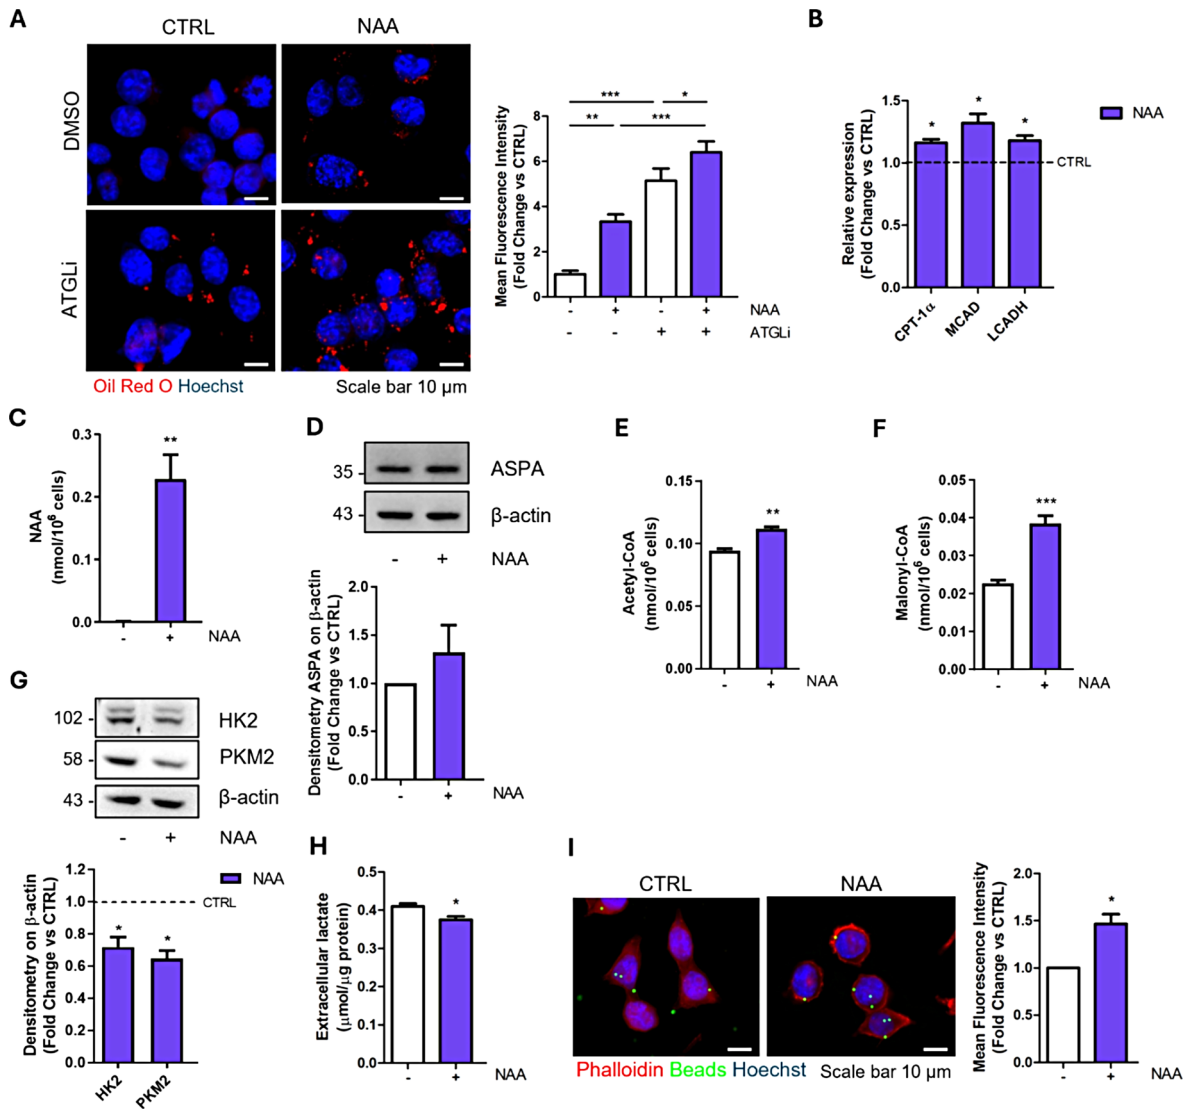 A
CTRL
NAA
DMSO
ATGLi
Oil Red O Hoechst
Scale bar 10 µm
Mean Fluorescence Intensity
(Fold Change vs CTRL)
8
6
4
2
0
***
*
**
***
- + - + NAA
- - + + ATGLi
B
Relative expression
(Fold Change vs CTRL)
1.5
1.0
0.5
0.0
*
*
*
CTRL
NAA
CPT-1α
MCAD
LCADH
C
NAA
(nmol/10⁶ cells)
0.3
0.2
0.1
0.0
**
- + NAA
D
35 -
ASPA
43 -
β-actin
- + NAA
Densitometry ASPA on β-actin
(Fold Change vs CTRL)
2.0
1.5
1.0
0.5
0.0
- + NAA
E
Acetyl-CoA
(nmol/10⁶ cells)
0.15
0.10
0.05
0.00
**
- + NAA
F
Malonyl-CoA
(nmol/10⁶ cells)
0.05
0.04
0.03
0.02
0.01
0.00
***
- + NAA
G
102 -
HK2
58 -
PKM2
43 -
β-actin
- + NAA
Densitometry on β-actin
(Fold Change vs CTRL)
1.2
1.0
0.8
0.6
0.4
0.2
0.0
NAA
CTRL
*
*
HK2
PKM2
H
Extracellular lactate
(µmol/µg protein)
0.5
0.4
0.3
0.2
0.1
0.0
*
- + NAA
I
CTRL
NAA
Phalloidin Beads Hoechst
Scale bar 10 µm
Mean Fluorescence Intensity
(Fold Change vs CTRL)
2.0
1.5
1.0
0.5
0.0
*
- + NAA